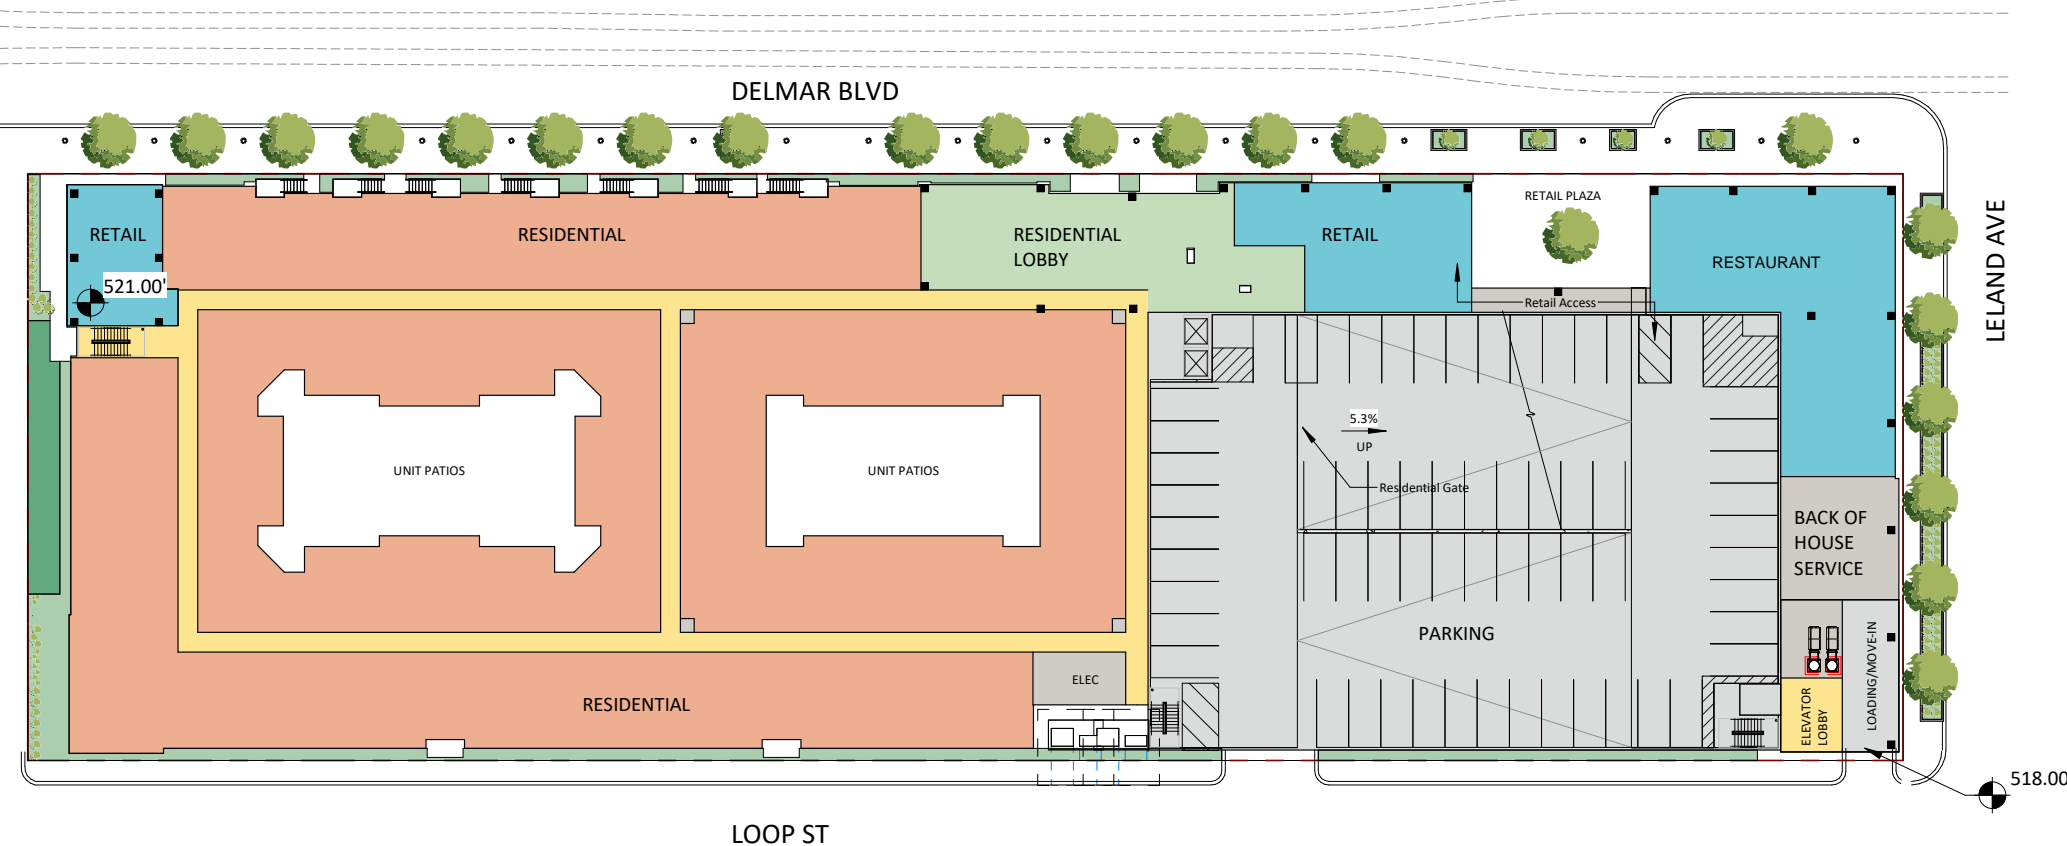 DELMAR BLVD
RETAIL
RESIDENTIAL
RESIDENTIAL
LOBBY
RETAIL
RETAIL PLAZA
RESTAURANT
LELAND AVE
521.00'
Retail Access
5.3%
UP
UNIT PATIOS
UNIT PATIOS
Residential Gate
BACK OF
HOUSE
SERVICE
PARKING
ELEC
RESIDENTIAL
ELEVATOR
LOBBY
LOADING/MOVE-IN
518.00
LOOP ST